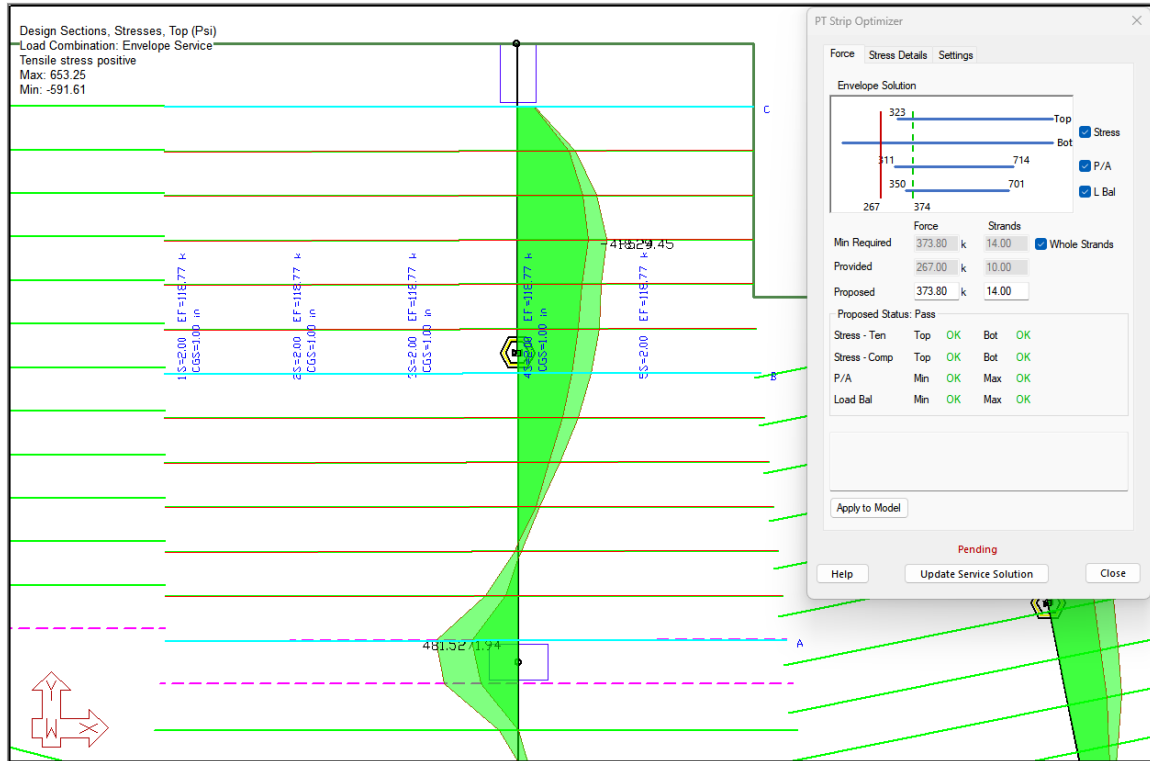 Design Sections, Stresses, Top (Psi)
Load Combination: Envelope Service
Tensile stress positive
Max: 653.25
Min: -591.61
C
B
A
1S=2.00 EF=118.77 k
CGS=1.00 in
2S=2.00 EF=118.77 k
CGS=1.00 in
3S=2.00 EF=118.77 k
CGS=1.00 in
4S=2.00 EF=118.77 k
CGS=1.00 in
5S=2.00 EF=118.77 k
Y
W
X
PT Strip Optimizer
Force Stress Details Settings
Envelope Solution
323 Top
Bot
311 714
350 701
267 374
Stress
P/A
L Bal
Force Strands
Min Required 373.80 k 14.00 Whole Strands
Provided 267.00 k 10.00
Proposed 373.80 k 14.00
Proposed Status: Pass
Stress - Ten Top OK Bot OK
Stress - Comp Top OK Bot OK
P/A Min OK Max OK
Load Bal Min OK Max OK
Apply to Model
Pending
Help Update Service Solution Close